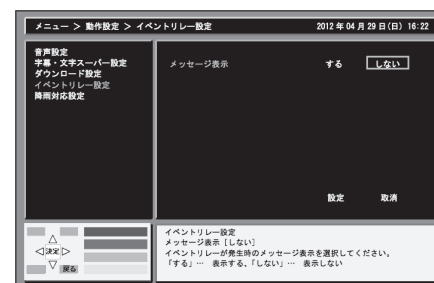 メニュー > 動作設定 > イベントリレー設定 2012 年 04 月 29 日(日) 16:22
音声設定
字幕・文字スーパー設定
ダウンロード設定
イベントリレー設定
降雨対応設定
メッセージ表示 する しない
設定 取消
決定
戻る
イベントリレー設定
メッセージ表示 [しない]
イベントリレーが発生時のメッセージ表示を選択してください。
「する」… 表示する、「しない」… 表示しない